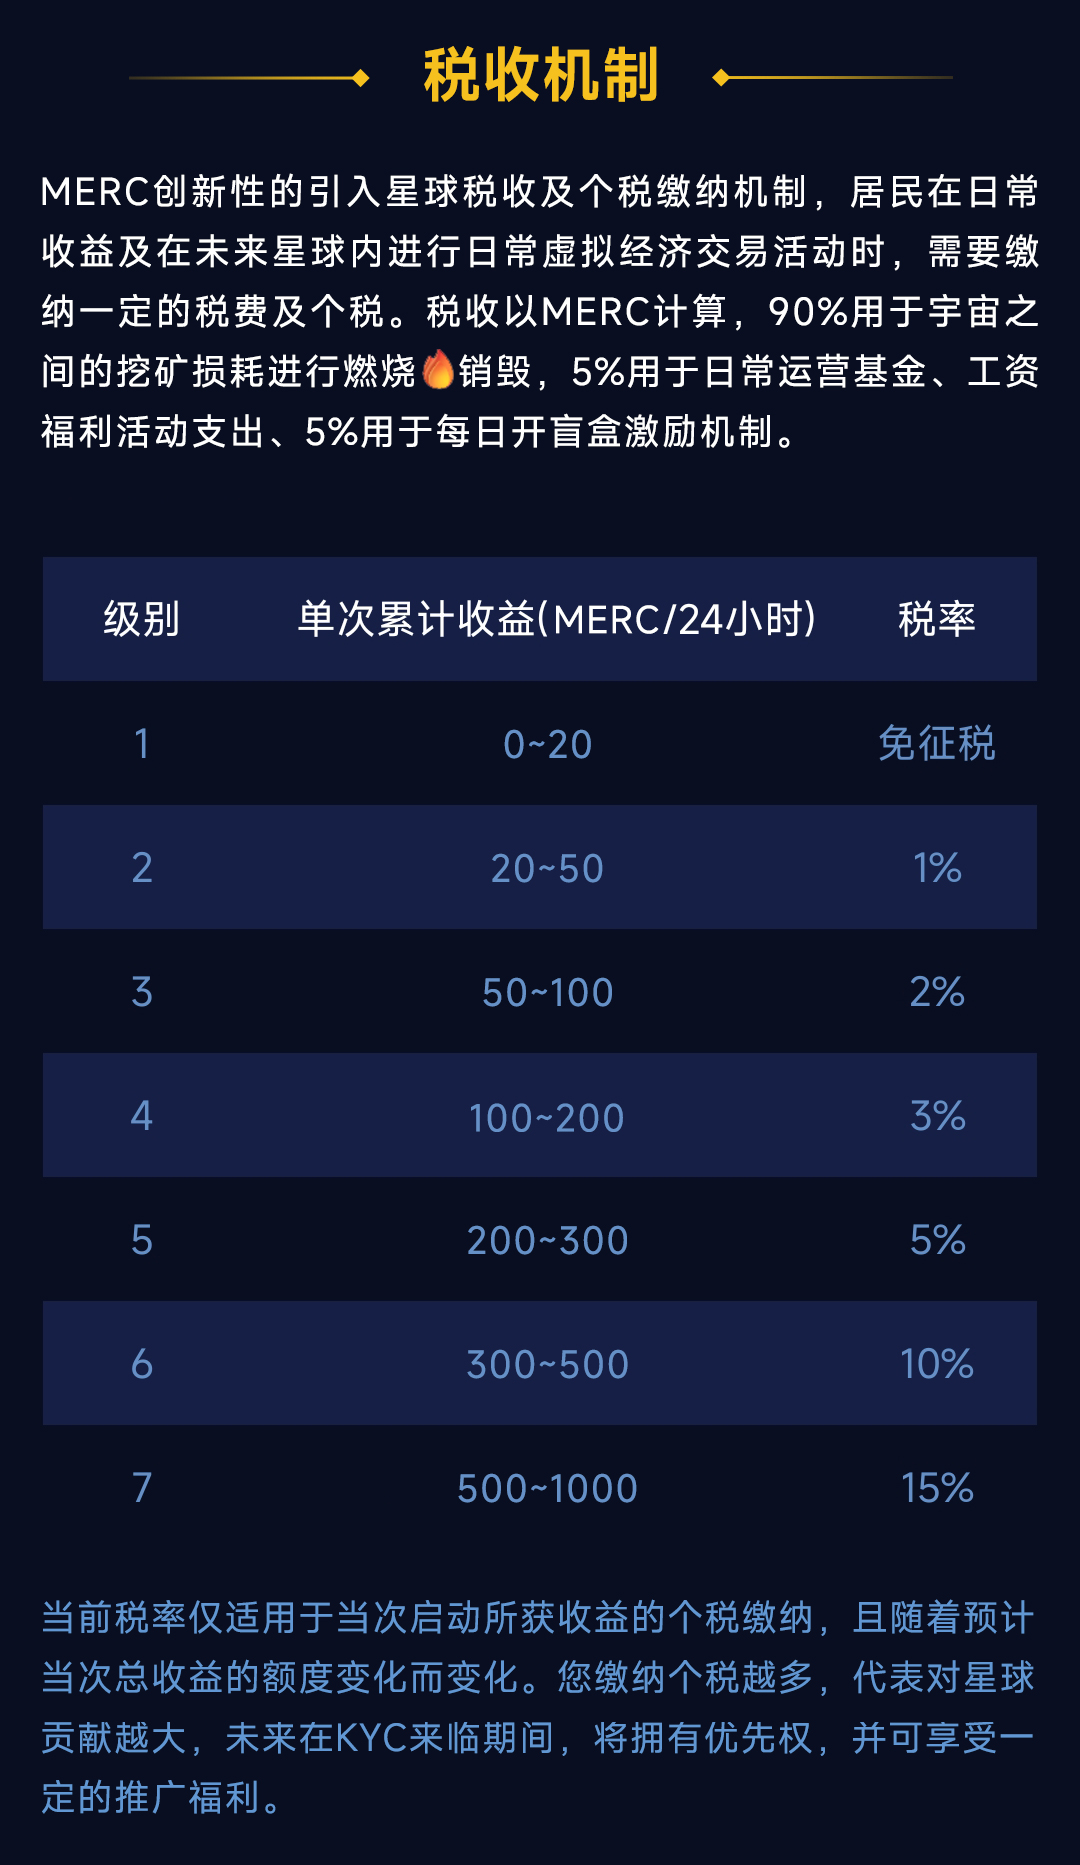 税收机制
MERC创新性的引入星球税收及个税缴纳机制，居民在日常
收益及在未来星球内进行日常虚拟经济交易活动时，需要缴
纳一定的税费及个税。税收以MERC计算，90%用于宇宙之
间的挖矿损耗进行燃烧🔥销毁，5%用于日常运营基金、工资
福利活动支出、5%用于每日开盲盒激励机制。
级别 单次累计收益(MERC/24小时) 税率
1 0~20 免征税
2 20~50 1%
3 50~100 2%
4 100~200 3%
5 200~300 5%
6 300~500 10%
7 500~1000 15%
当前税率仅适用于当次启动所获收益的个税缴纳，且随着预计
当次总收益的额度变化而变化。您缴纳个税越多，代表对星球
贡献越大，未来在KYC来临期间，将拥有优先权，并可享受一
定的推广福利。